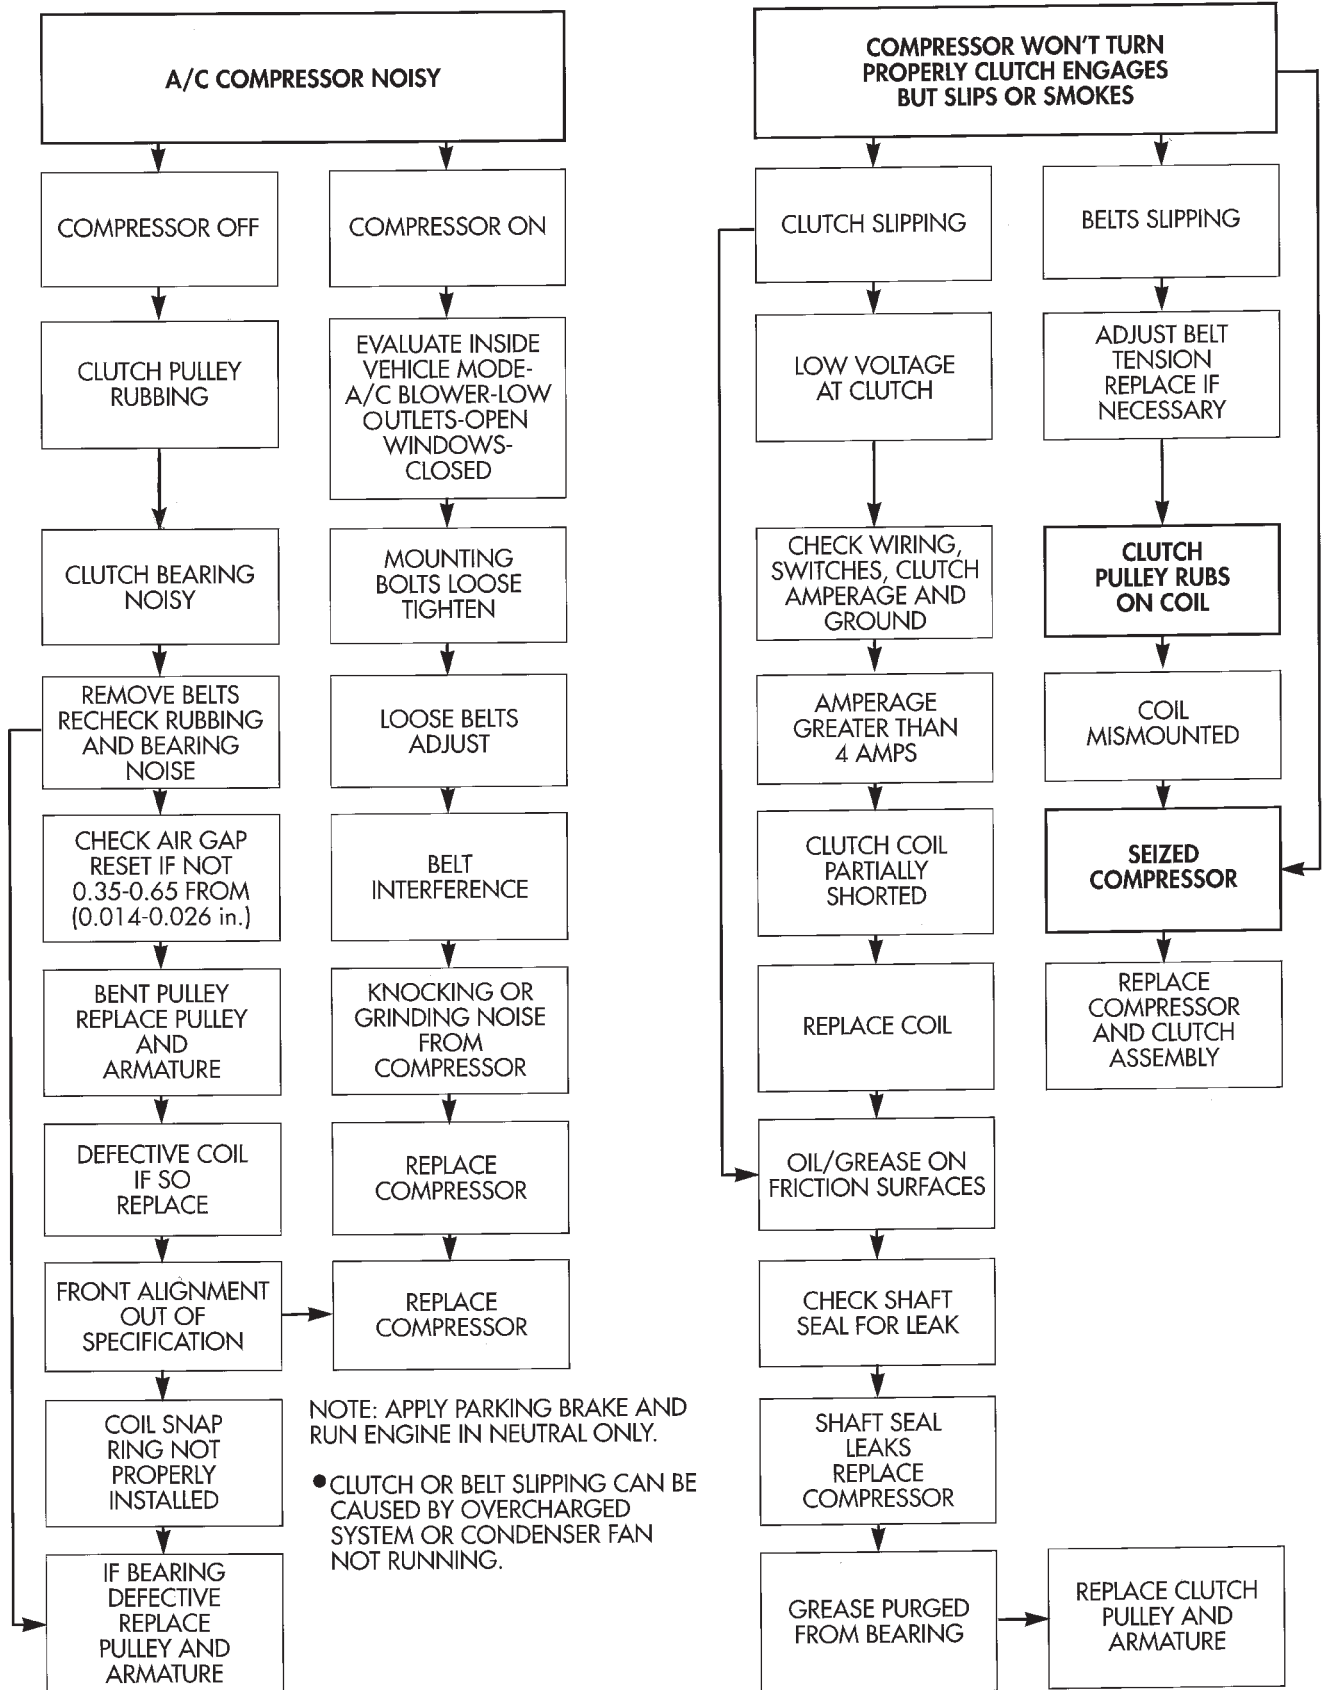 A/C COMPRESSOR NOISY
COMPRESSOR OFF
CLUTCH PULLEY
RUBBING
CLUTCH BEARING
NOISY
REMOVE BELTS
RECHECK RUBBING
AND BEARING
NOISE
CHECK AIR GAP
RESET IF NOT
0.35-0.65 FROM
(0.014-0.026 in.)
BENT PULLEY
REPLACE PULLEY
AND
ARMATURE
DEFECTIVE COIL
IF SO
REPLACE
FRONT ALIGNMENT
OUT OF
SPECIFICATION
COIL SNAP
RING NOT
PROPERLY
INSTALLED
IF BEARING
DEFECTIVE
REPLACE
PULLEY AND
ARMATURE
COMPRESSOR ON
EVALUATE INSIDE
VEHICLE MODE-
A/C BLOWER-LOW
OUTLETS-OPEN
WINDOWS-
CLOSED
MOUNTING
BOLTS LOOSE
TIGHTEN
LOOSE BELTS
ADJUST
BELT
INTERFERENCE
KNOCKING OR
GRINDING NOISE
FROM
COMPRESSOR
REPLACE
COMPRESSOR
REPLACE
COMPRESSOR
NOTE: APPLY PARKING BRAKE AND
RUN ENGINE IN NEUTRAL ONLY.
●CLUTCH OR BELT SLIPPING CAN BE
CAUSED BY OVERCHARGED
SYSTEM OR CONDENSER FAN
NOT RUNNING.
COMPRESSOR WON'T TURN
PROPERLY CLUTCH ENGAGES
BUT SLIPS OR SMOKES
CLUTCH SLIPPING
LOW VOLTAGE
AT CLUTCH
CHECK WIRING,
SWITCHES, CLUTCH
AMPERAGE AND
GROUND
AMPERAGE
GREATER THAN
4 AMPS
CLUTCH COIL
PARTIALLY
SHORTED
REPLACE COIL
OIL/GREASE ON
FRICTION SURFACES
CHECK SHAFT
SEAL FOR LEAK
SHAFT SEAL
LEAKS
REPLACE
COMPRESSOR
GREASE PURGED
FROM BEARING
REPLACE CLUTCH
PULLEY AND
ARMATURE
BELTS SLIPPING
ADJUST BELT
TENSION
REPLACE IF
NECESSARY
CLUTCH
PULLEY RUBS
ON COIL
COIL
MISMOUNTED
SEIZED
COMPRESSOR
REPLACE
COMPRESSOR
AND CLUTCH
ASSEMBLY